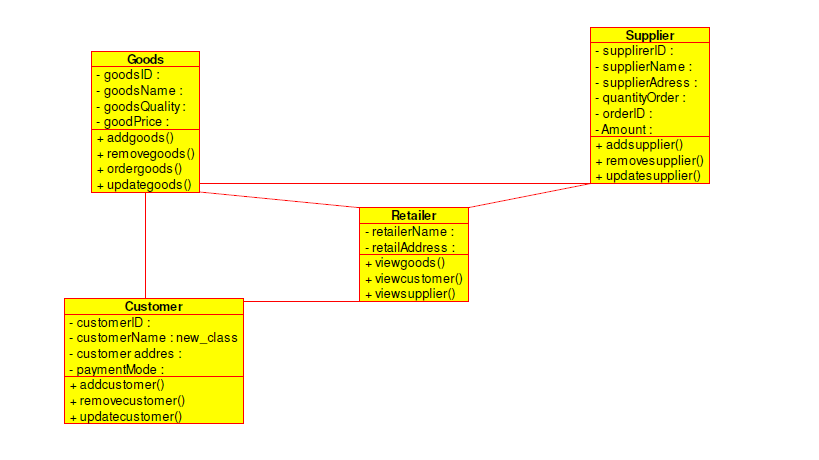 Goods
- goodsID :
- goodsName :
- goodsQuality :
- goodPrice :
+ addgoods()
+ removegoods()
+ ordergoods()
+ updategoods()
Supplier
- supplirerID :
- supplierName :
- supplierAdress :
- quantityOrder :
- orderID :
- Amount :
+ addsupplier()
+ removesupplier()
+ updatesupplier()
Retailer
- retailerName :
- retailAddress :
+ viewgoods()
+ viewcustomer()
+ viewsupplier()
Customer
- customerID :
- customerName : new_class
- customer addres :
- paymentMode :
+ addcustomer()
+ removecustomer()
+ updatecustomer()